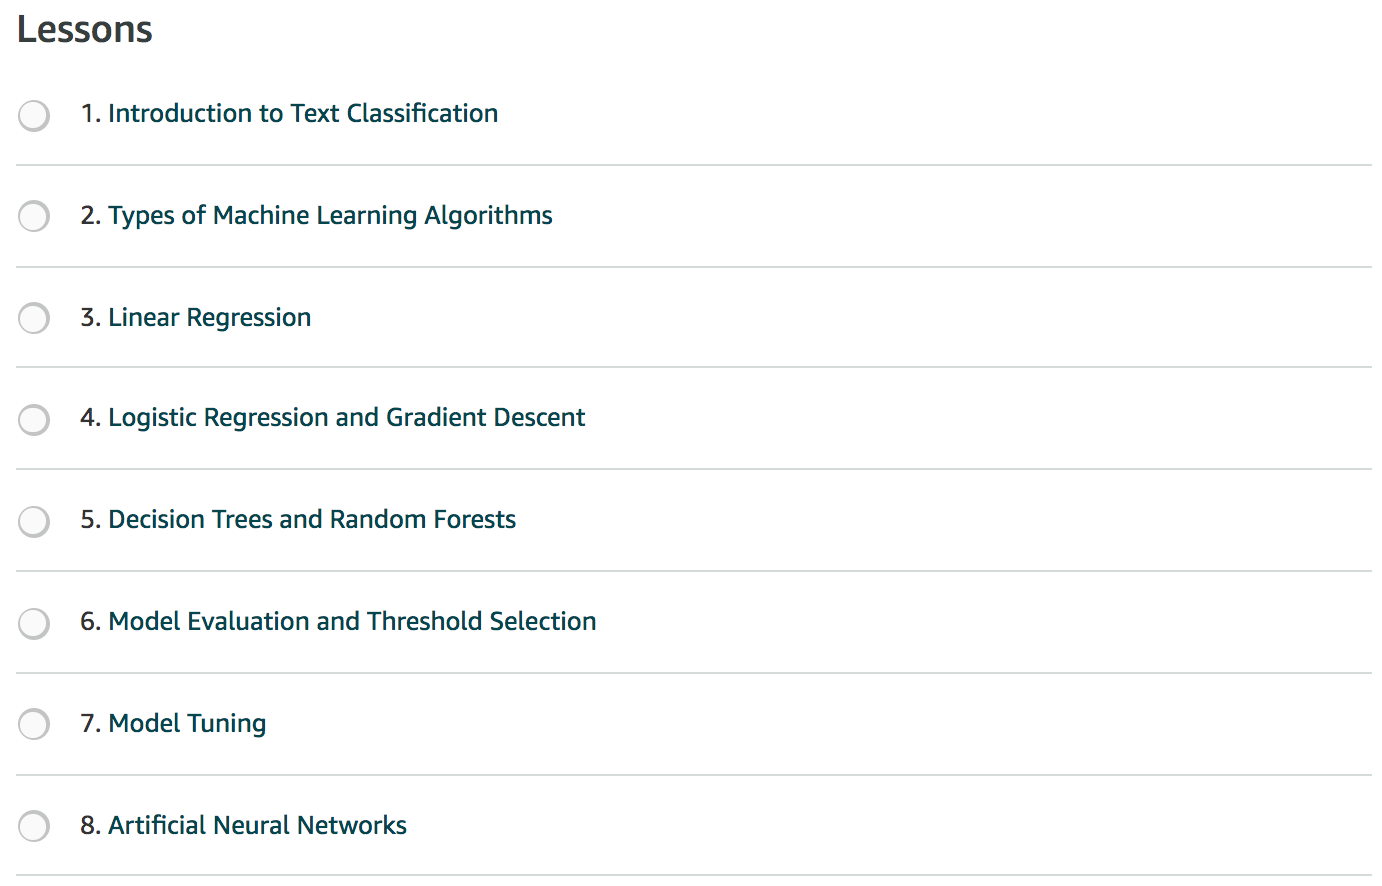 Lessons
1. Introduction to Text Classification
2. Types of Machine Learning Algorithms
3. Linear Regression
4. Logistic Regression and Gradient Descent
5. Decision Trees and Random Forests
6. Model Evaluation and Threshold Selection
7. Model Tuning
8. Artificial Neural Networks